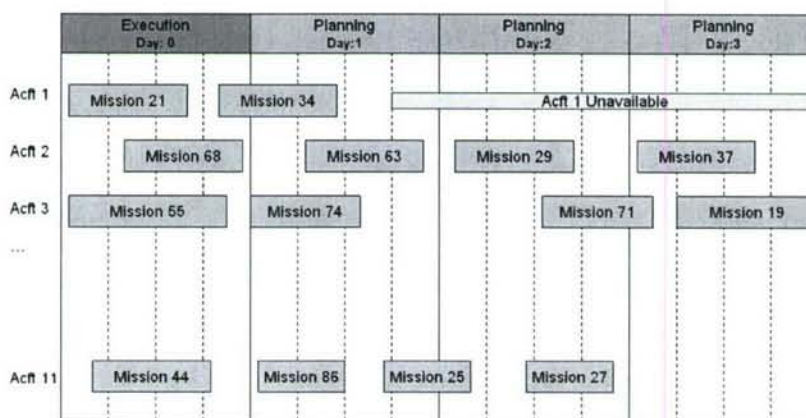 Execution Planning Planning Planning
Day: 0 Day:1 Day:2 Day:3
Acft 1 Mission 21 Mission 34 Acft 1 Unavailable
Acft 2 Mission 68 Mission 63 Mission 29 Mission 37
Acft 3 Mission 55 Mission 74 Mission 71 Mission 19
...
Acft 11 Mission 44 Mission 86 Mission 25 Mission 27